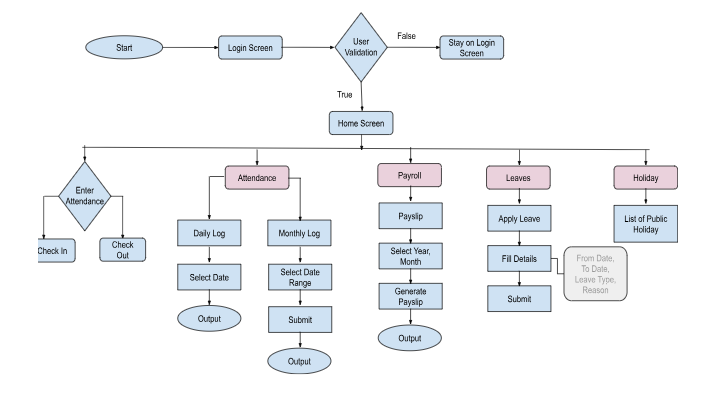 Start
Login Screen
User
Validation
False
Stay on Login
Screen
True
Home Screen
Enter
Attendance
Check In
Check
Out
Attendance
Daily Log
Select Date
Output
Monthly Log
Select Date
Range
Submit
Output
Payroll
Payslip
Select Year,
Month
Generate
Payslip
Output
Leaves
Apply Leave
Fill Details
Submit
From Date,
To Date,
Leave Type,
Reason
Holiday
List of Public
Holiday